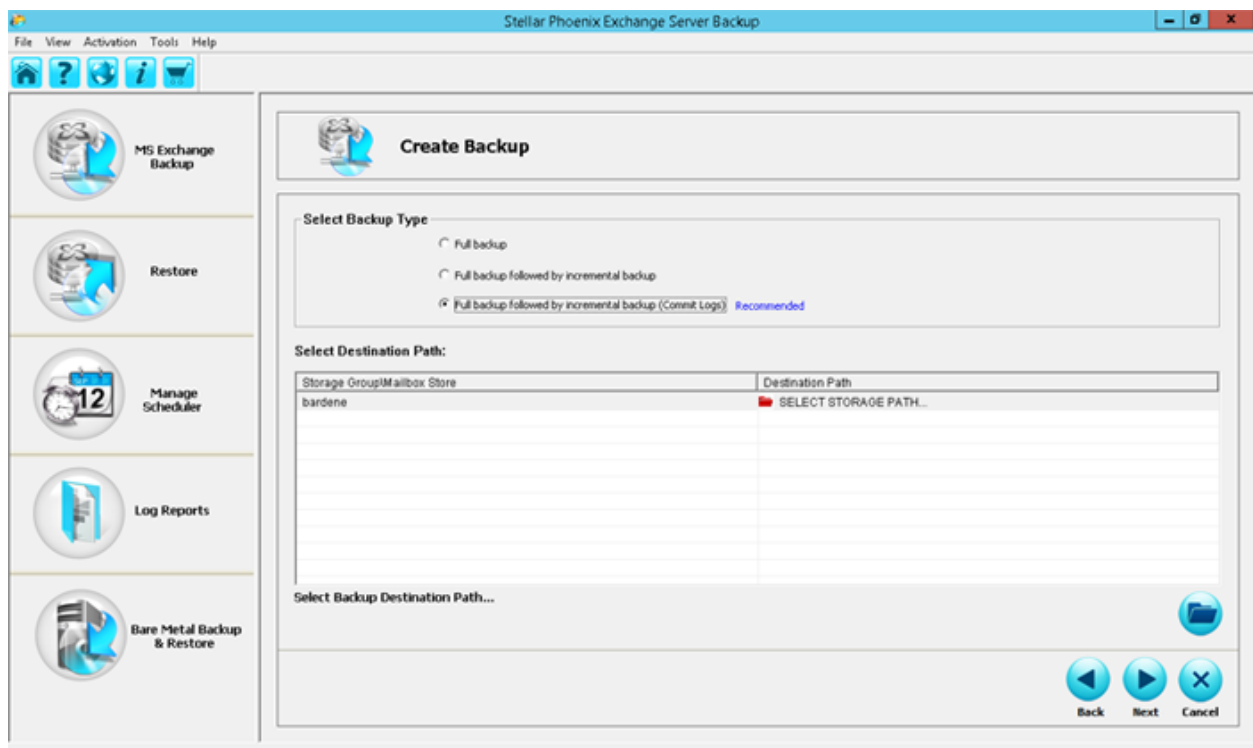 Stellar Phoenix Exchange Server Backup
File View Activation Tools Help
MS Exchange
Backup
Restore
12
Manage
Scheduler
Log Reports
Bare Metal Backup
& Restore
Create Backup
Select Backup Type
Full backup
Full backup followed by incremental backup
Full backup followed by incremental backup (Commit Logs) Recommended
Select Destination Path:
Storage Group\Mailbox Store Destination Path
bardene SELECT STORAGE PATH...
Select Backup Destination Path...
Back Next Cancel